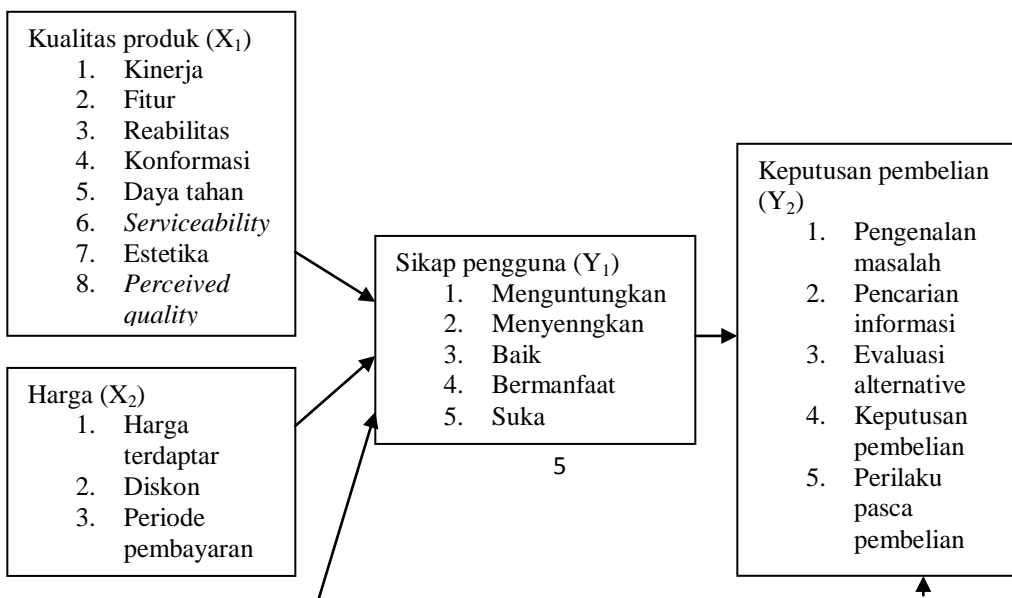 Kualitas produk (X₁)
1. Kinerja
2. Fitur
3. Reabilitas
4. Konformasi
5. Daya tahan
6. Serviceability
7. Estetika
8. Perceived
quality
Harga (X₂)
1. Harga
terdaptar
2. Diskon
3. Periode
pembayaran
Sikap pengguna (Y₁)
1. Menguntungkan
2. Menyenngkan
3. Baik
4. Bermanfaat
5. Suka
5
Keputusan pembelian
(Y₂)
1. Pengenalan
masalah
2. Pencarian
informasi
3. Evaluasi
alternative
4. Keputusan
pembelian
5. Perilaku
pasca
pembelian